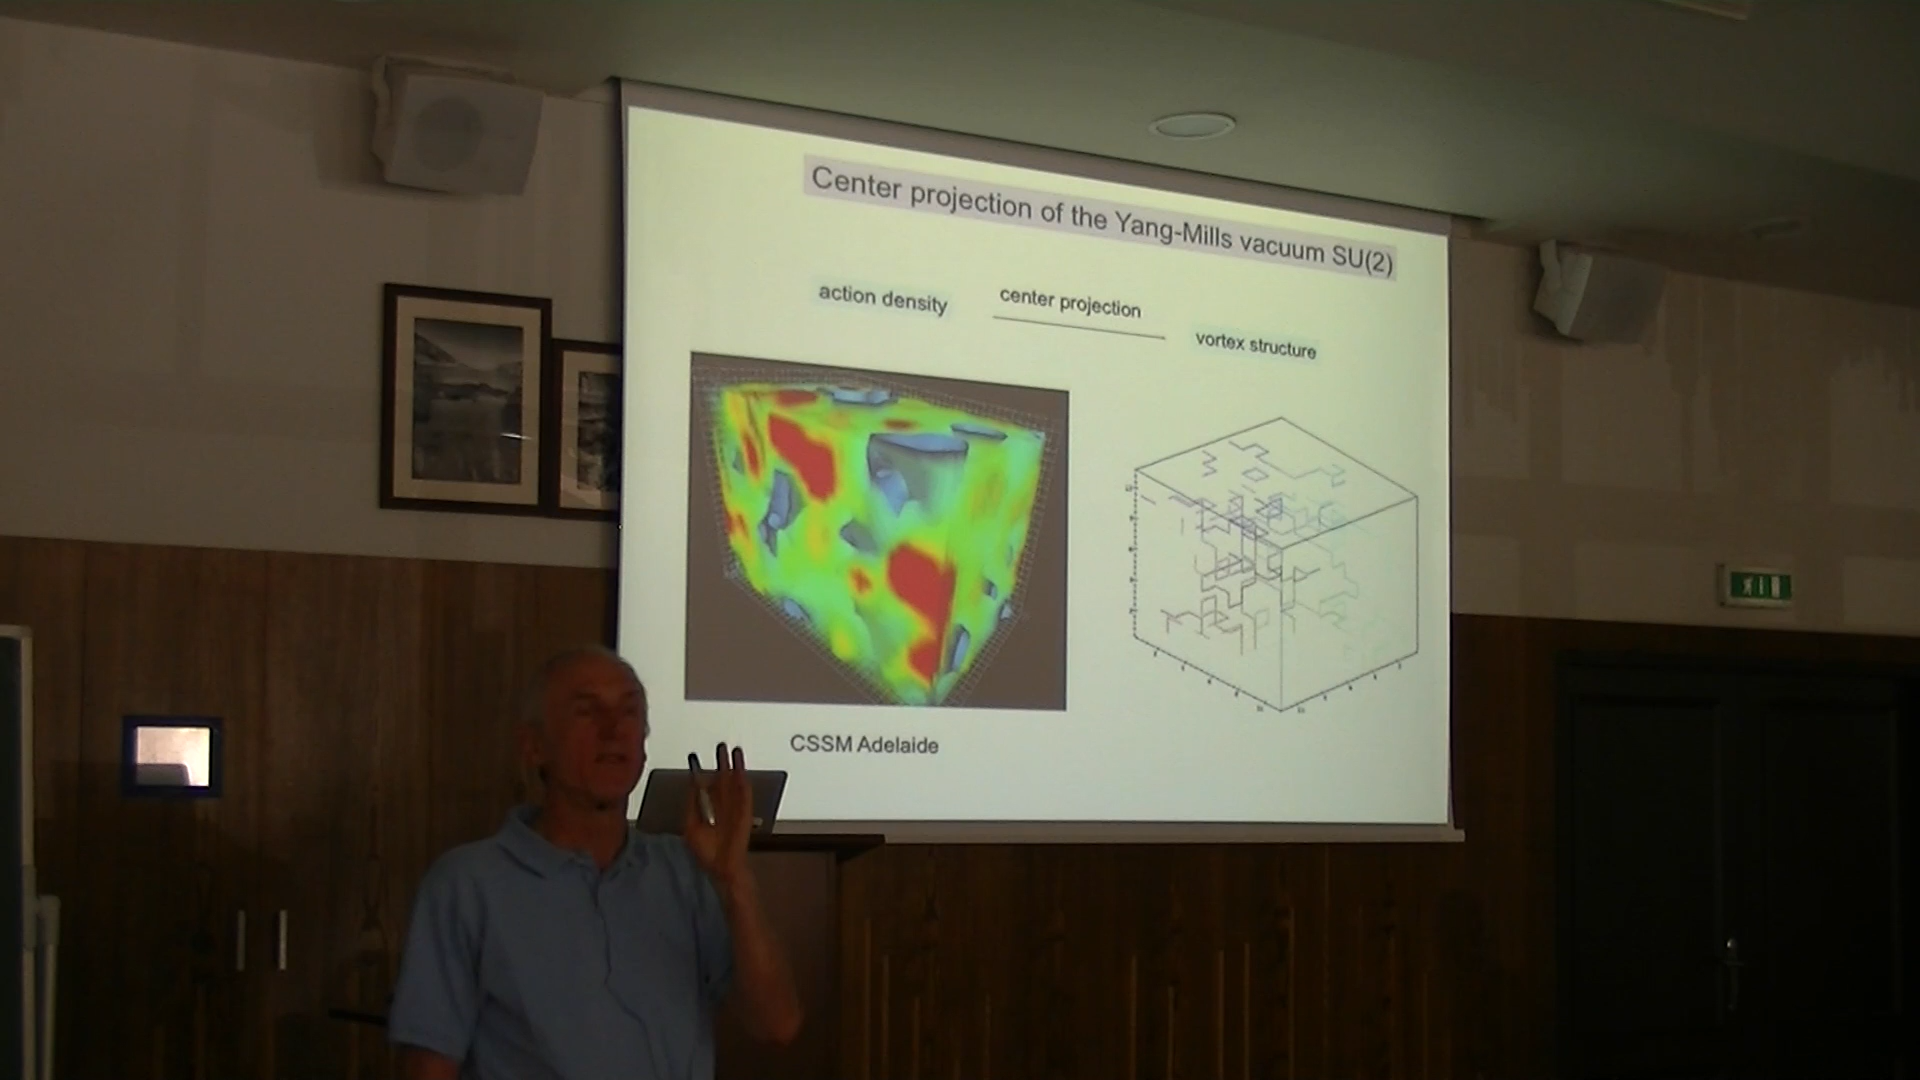 Center projection of the Yang-Mills vacuum SU(2)
action density
center projection
vortex structure
CSSM Adelaide